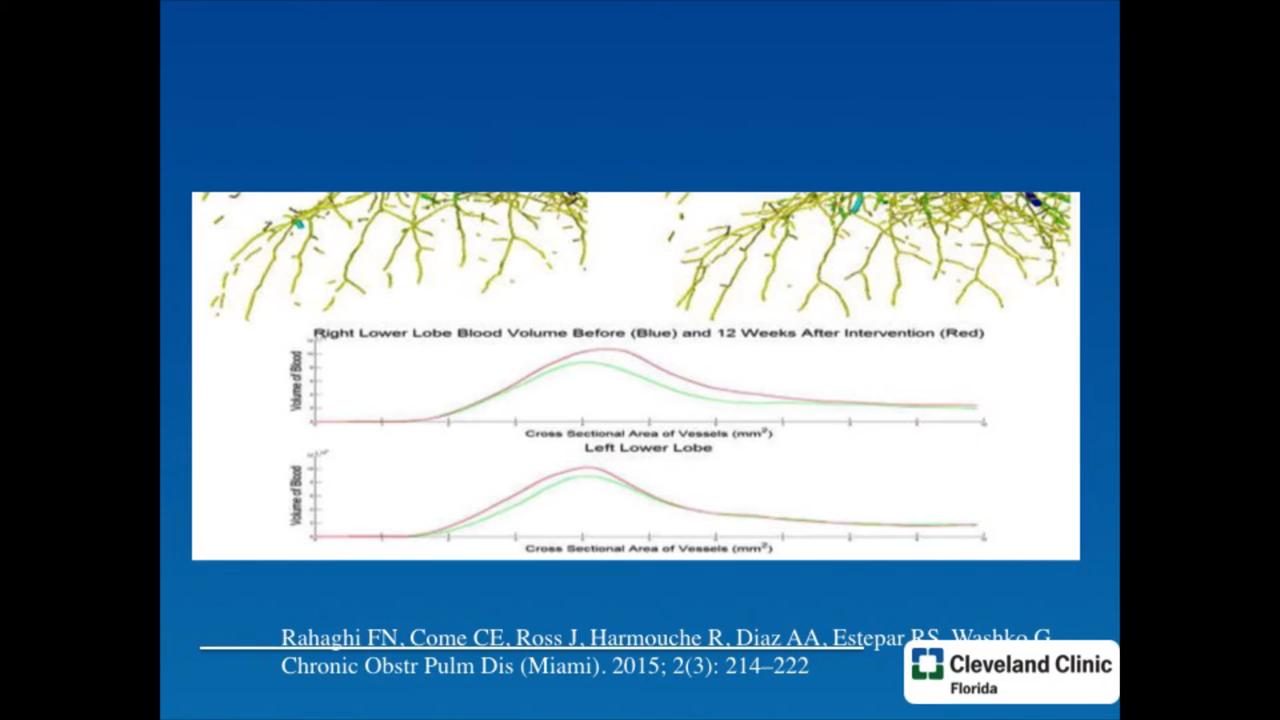 Right Lower Lobe Blood Volume Before (Blue) and 12 Weeks After Intervention (Red)
Volume of Blood
Cross Sectional Area of Vessels (mm²)
Left Lower Lobe
Volume of Blood
Cross Sectional Area of Vessels (mm²)
Rahaghi FN, Come CE, Ross J, Harmouche R, Diaz AA, Estepar RS, Washko G
Chronic Obstr Pulm Dis (Miami). 2015; 2(3): 214–222
Cleveland Clinic
Florida